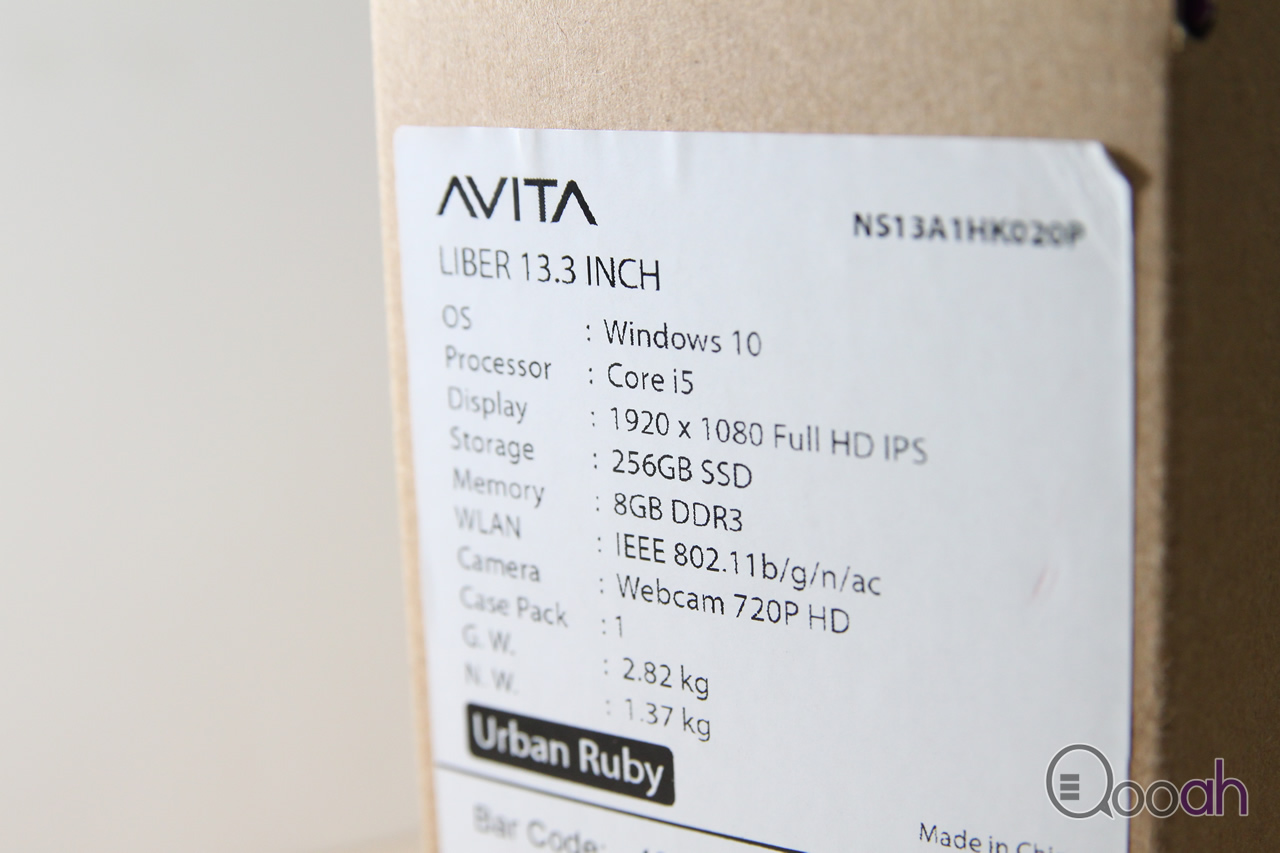 AVITA
NS13A1HK020P
LIBER 13.3 INCH
OS : Windows 10
Processor : Core i5
Display : 1920 x 1080 Full HD IPS
Storage : 256GB SSD
Memory : 8GB DDR3
WLAN : IEEE 802.11b/g/n/ac
Camera : Webcam 720P HD
Case Pack : 1
G. W. : 2.82 kg
N. W. : 1.37 kg
Urban Ruby
Bar Code:
Made in
Qooah